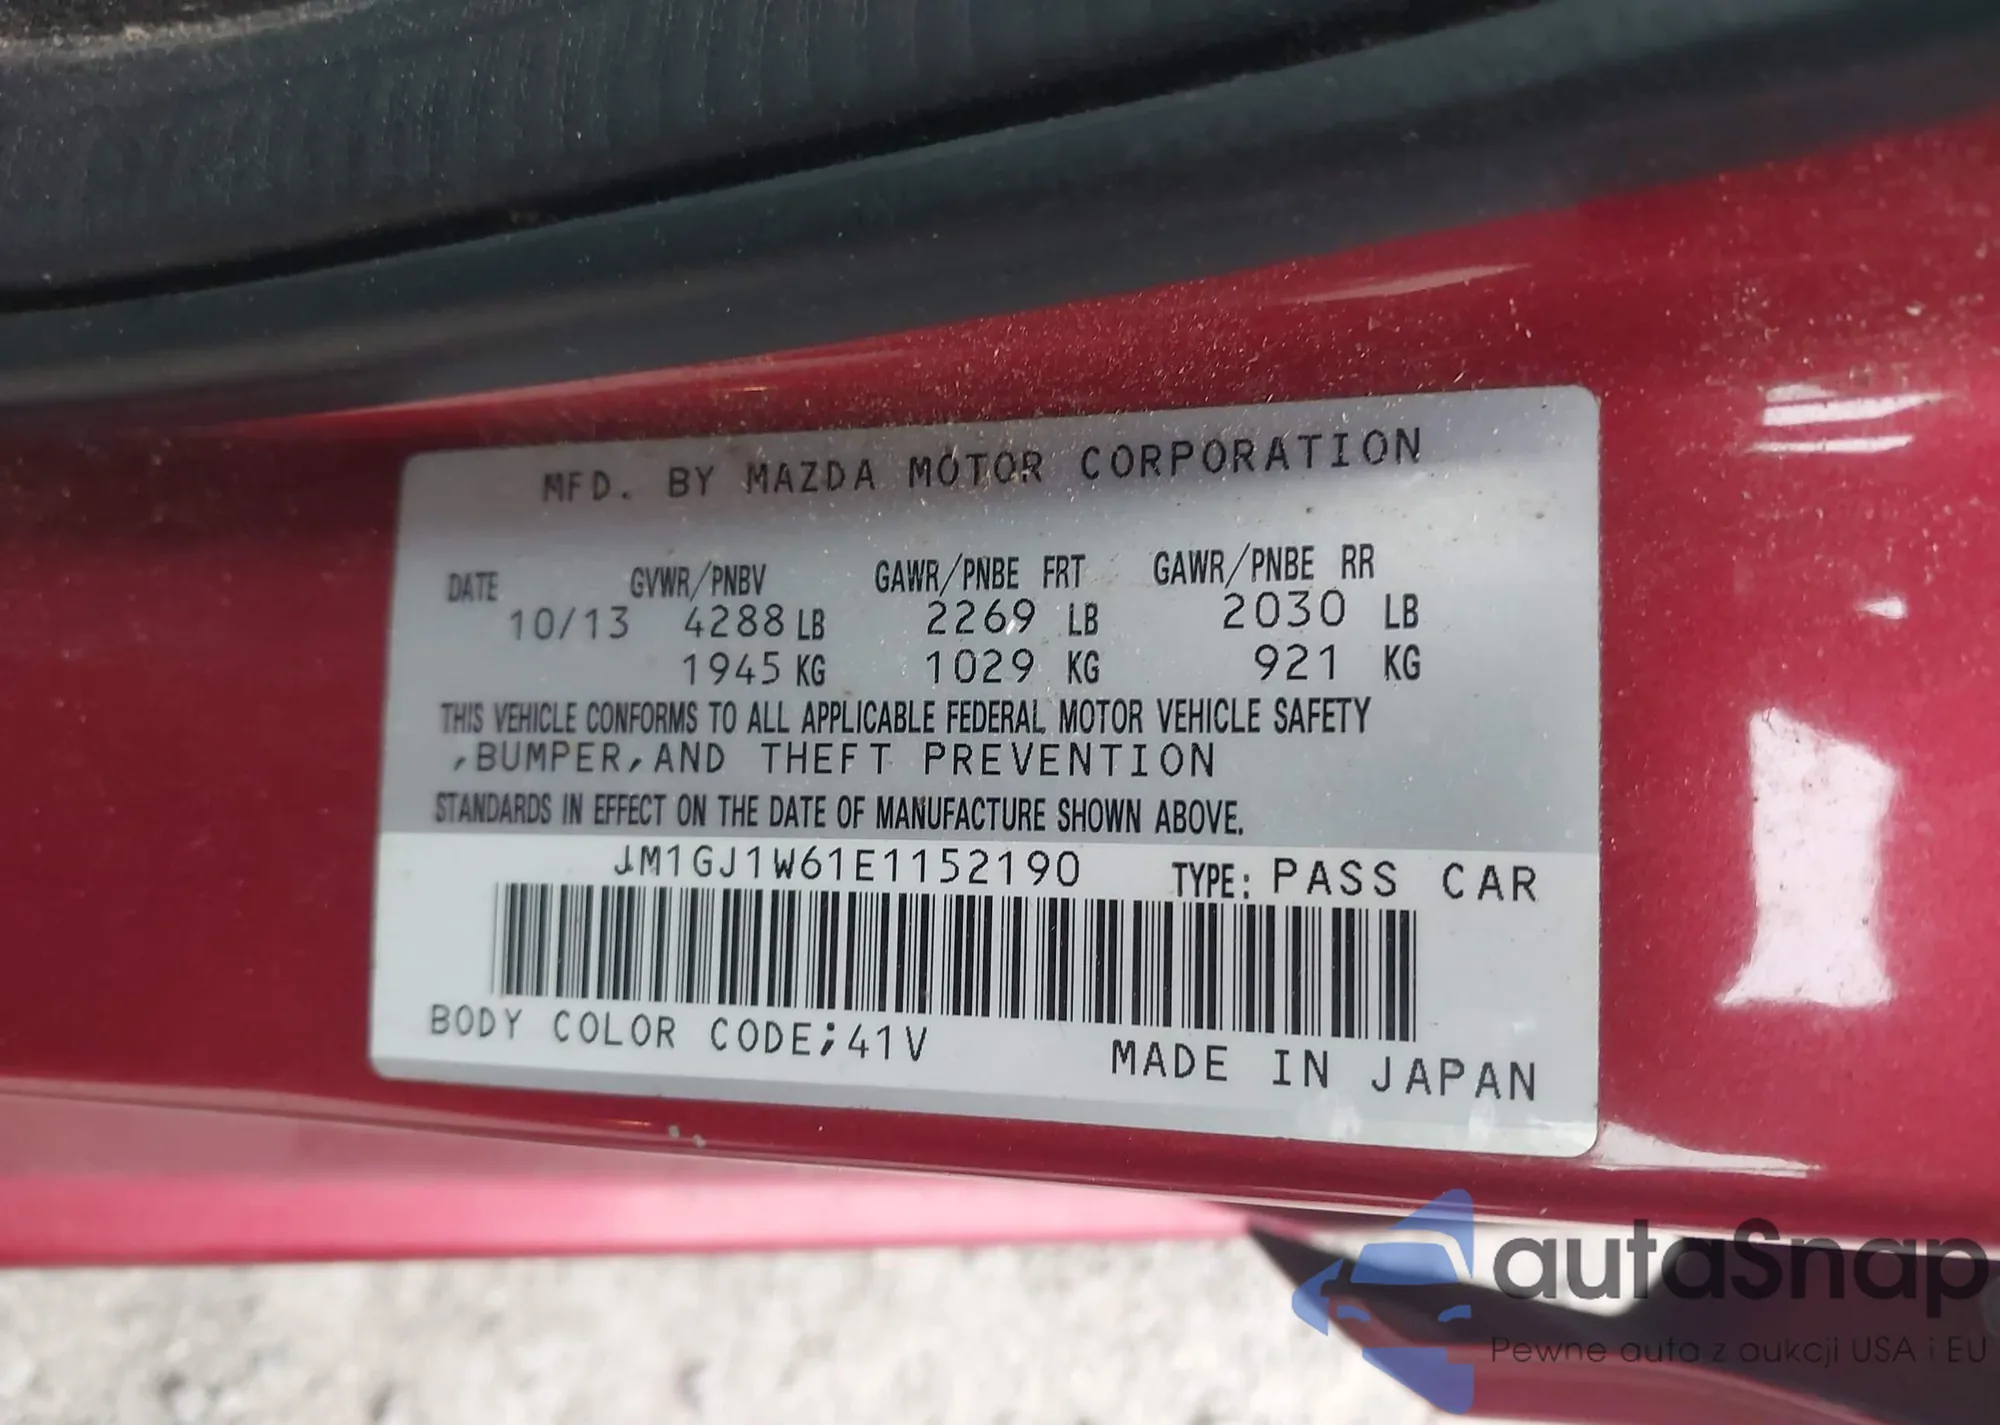 MFD. BY MAZDA MOTOR CORPORATION
DATE GVWR/PNBV GAWR/PNBE FRT GAWR/PNBE RR
10/13 4288 LB 2269 LB 2030 LB
1945 KG 1029 KG 921 KG
THIS VEHICLE CONFORMS TO ALL APPLICABLE FEDERAL MOTOR VEHICLE SAFETY
,BUMPER,AND THEFT PREVENTION
STANDARDS IN EFFECT ON THE DATE OF MANUFACTURE SHOWN ABOVE.
JM1GJ1W61E1152190 TYPE: PASS CAR
BODY COLOR CODE;41V
MADE IN JAPAN
autaSnap
Pewne auta z aukcji USA i EU